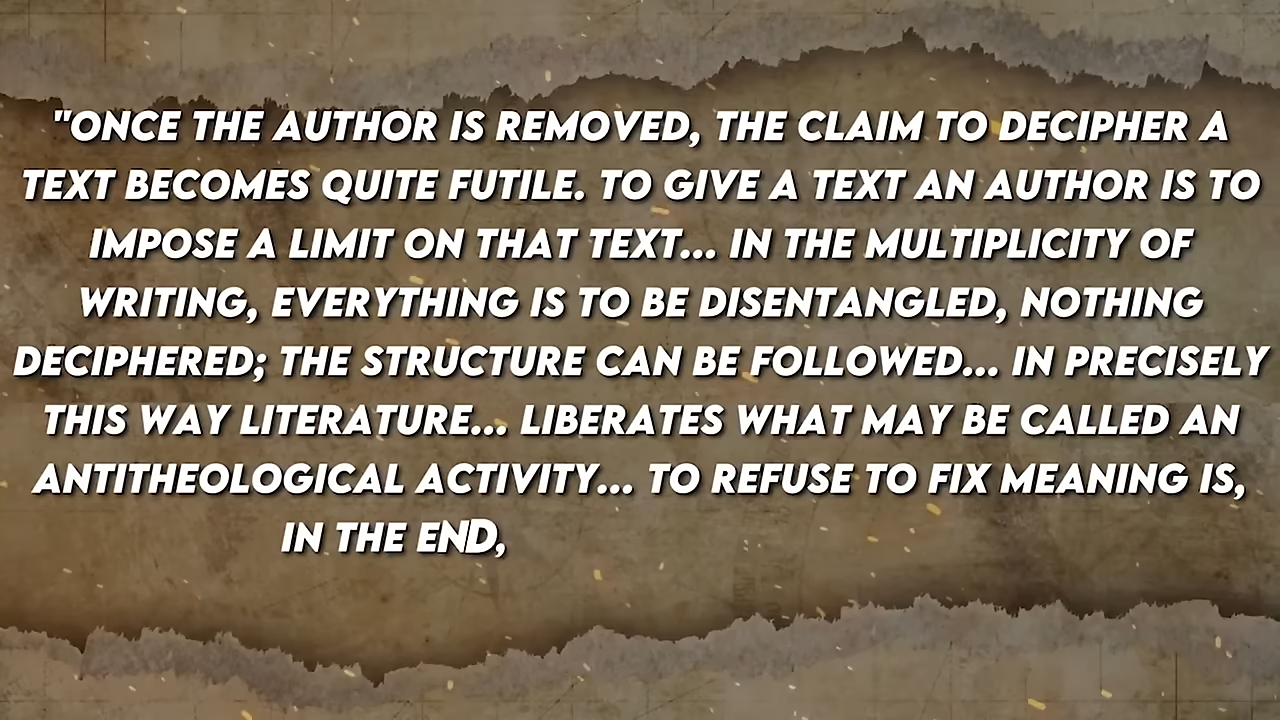 "ONCE THE AUTHOR IS REMOVED, THE CLAIM TO DECIPHER A
TEXT BECOMES QUITE FUTILE. TO GIVE A TEXT AN AUTHOR IS TO
IMPOSE A LIMIT ON THAT TEXT... IN THE MULTIPLICITY OF
WRITING, EVERYTHING IS TO BE DISENTANGLED, NOTHING
DECIPHERED; THE STRUCTURE CAN BE FOLLOWED... IN PRECISELY
THIS WAY LITERATURE... LIBERATES WHAT MAY BE CALLED AN
ANTITHEOLOGICAL ACTIVITY... TO REFUSE TO FIX MEANING IS,
IN THE END,